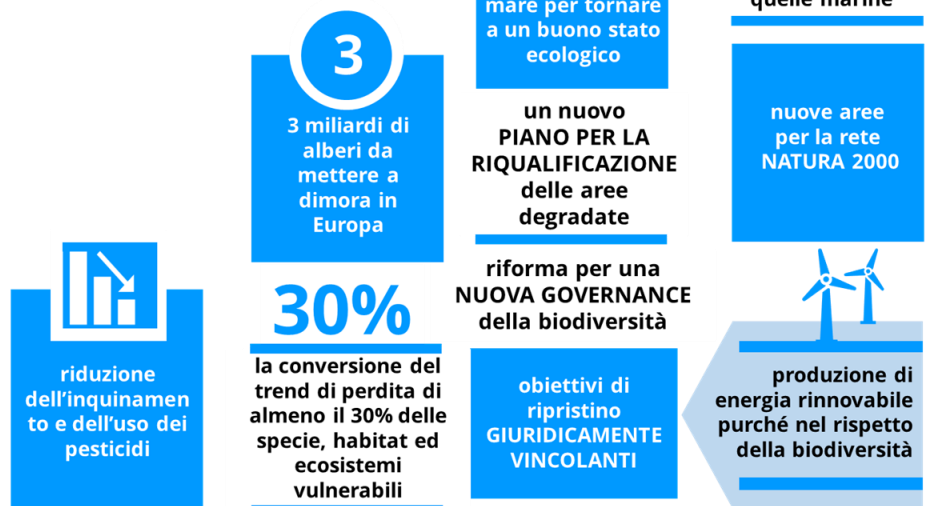 3
3 miliardi di
alberi da
mettere a
dimora in
Europa
30%
la conversione del
trend di perdita di
almeno il 30% delle
specie, habitat ed
ecosistemi
vulnerabili
riduzione
dell’inquinamen
to e dell’uso dei
pesticidi
mare per tornare
a un buono stato
ecologico
un nuovo
PIANO PER LA
RIQUALIFICAZIONE
delle aree
degradate
riforma per una
NUOVA GOVERNANCE
della biodiversità
obiettivi di
ripristino
GIURIDICAMENTE
VINCOLANTI
quelle marine
nuove aree
per la rete
NATURA 2000
produzione di
energia rinnovabile
purché nel rispetto
della biodiversità